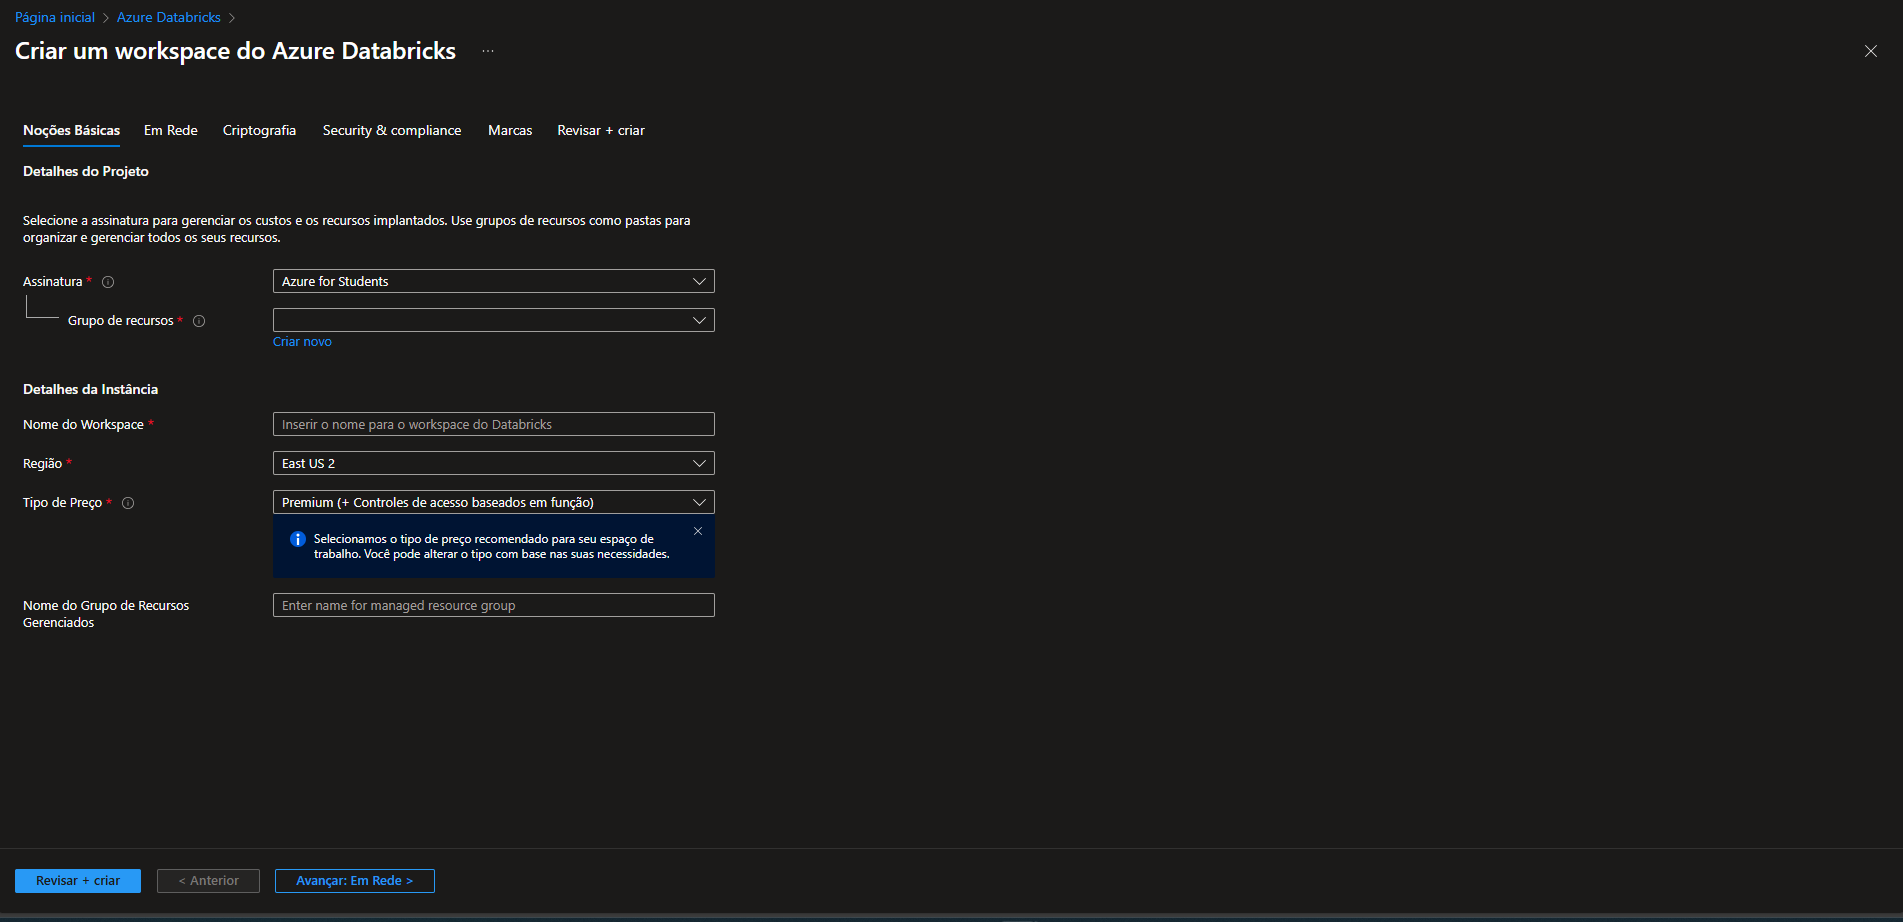 Página inicial > Azure Databricks >
Criar um workspace do Azure Databricks ...
Noções Básicas Em Rede Criptografia Security & compliance Marcas Revisar + criar
Detalhes do Projeto
Selecione a assinatura para gerenciar os custos e os recursos implantados. Use grupos de recursos como pastas para
organizar e gerenciar todos os seus recursos.
Assinatura * Azure for Students
Grupo de recursos *
Criar novo
Detalhes da Instância
Nome do Workspace * Inserir o nome para o workspace do Databricks
Região * East US 2
Tipo de Preço * Premium (+ Controles de acesso baseados em função)
Selecionamos o tipo de preço recomendado para seu espaço de
trabalho. Você pode alterar o tipo com base nas suas necessidades.
Nome do Grupo de Recursos Enter name for managed resource group
Gerenciados
Revisar + criar < Anterior Avançar: Em Rede >